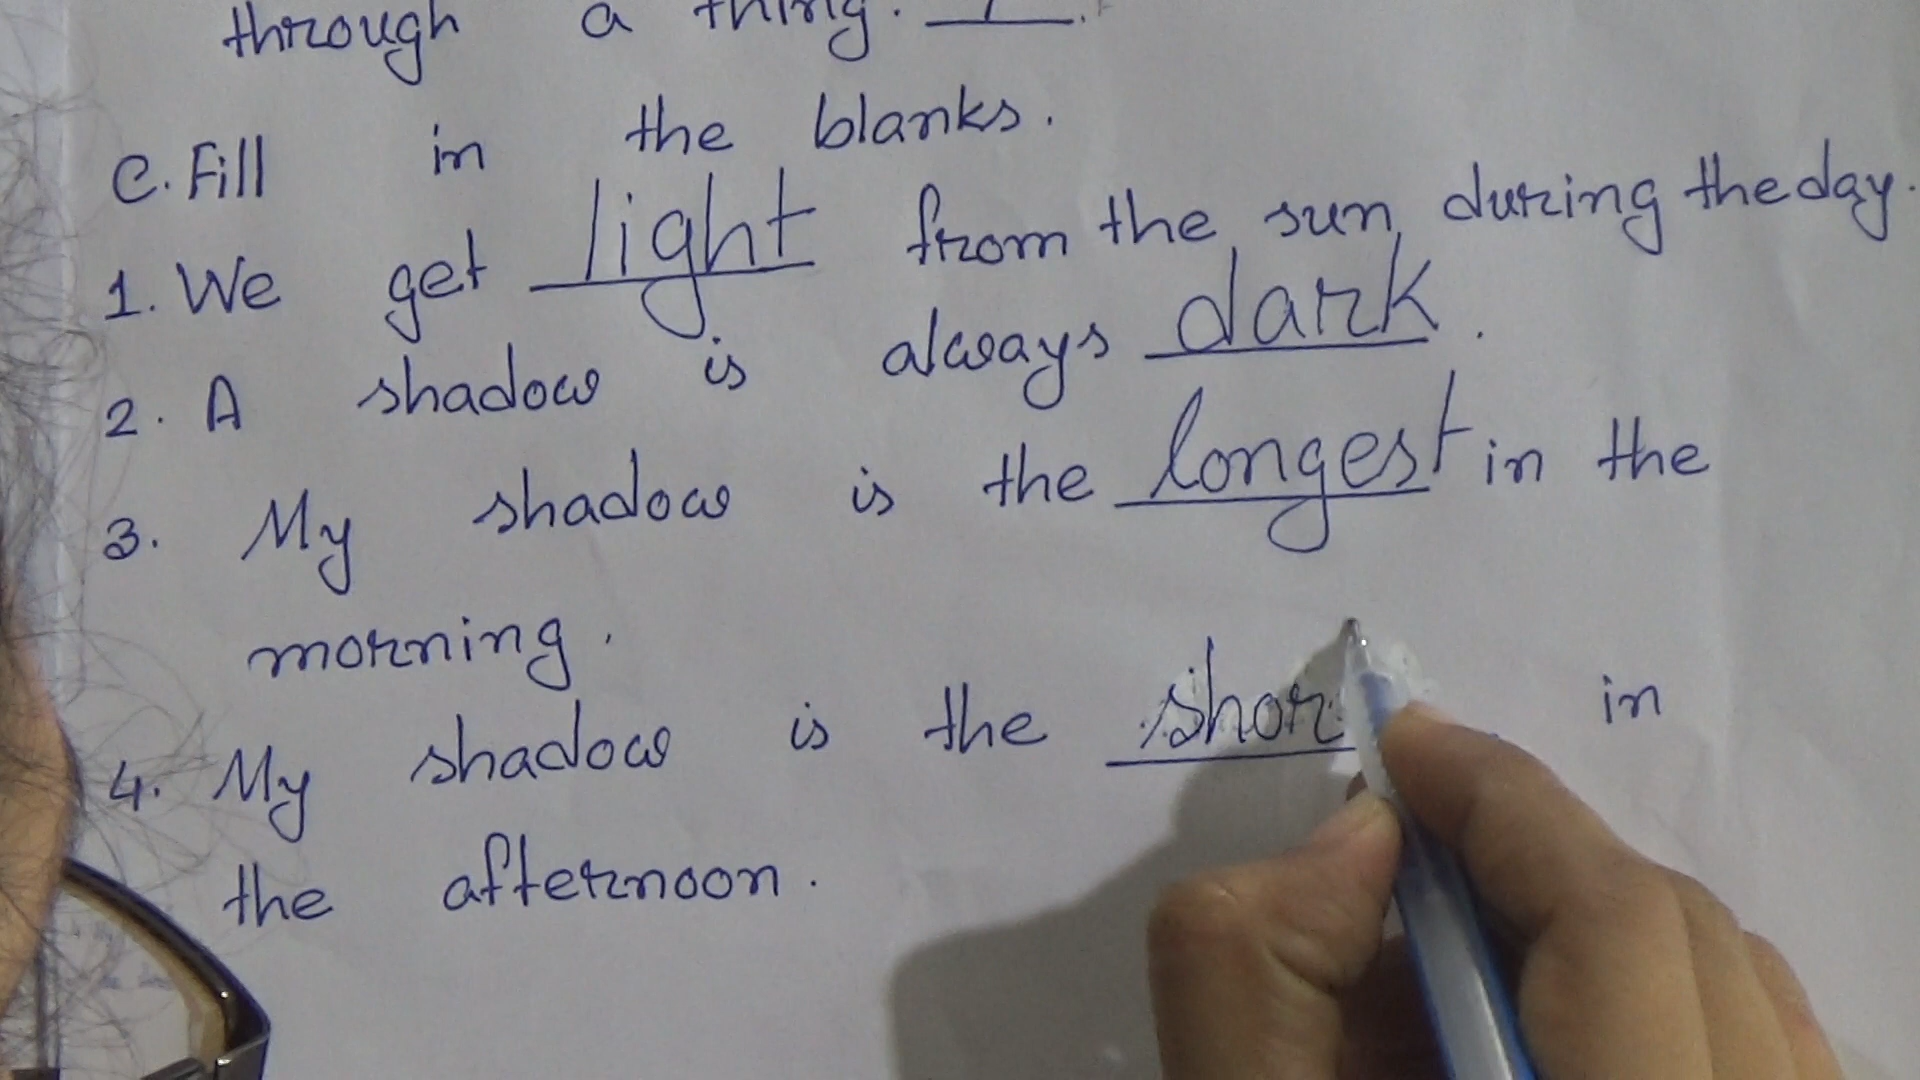 through a thing.
C. Fill in the blanks.
1. We get light from the sun during the day.
2. A shadow is always dark.
3. My shadow is the longest in the
morning.
4. My shadow is the shor in
the afternoon.